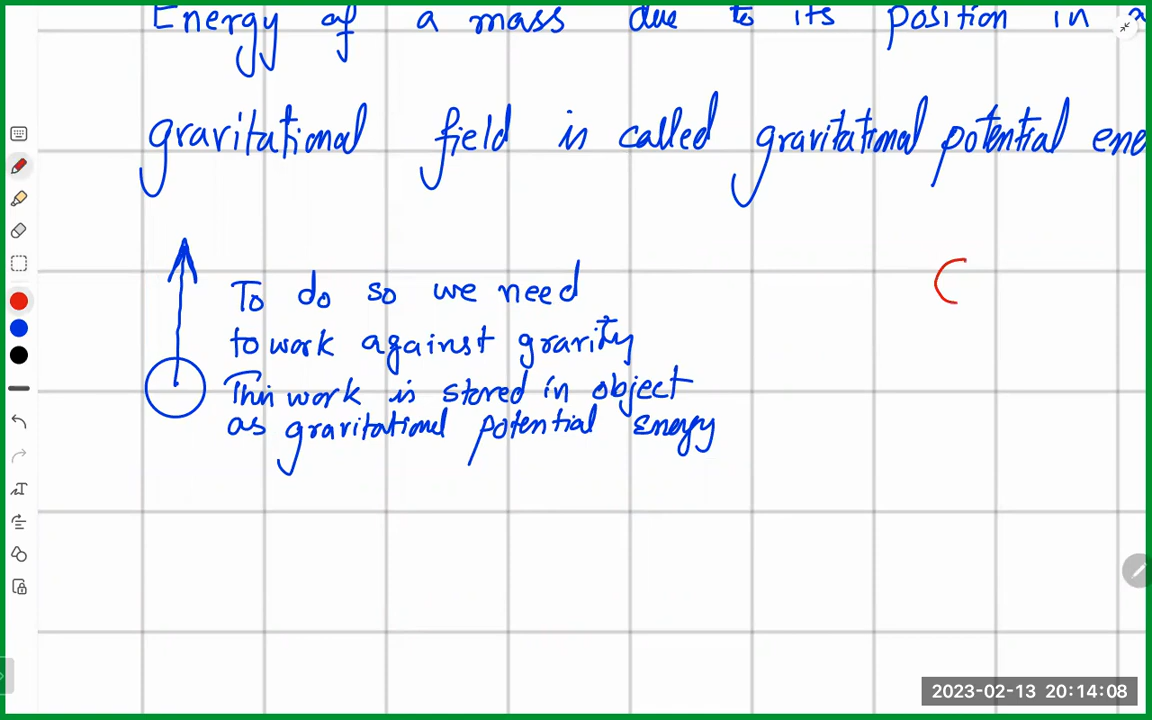 Energy of a mass due to its position in a
gravitational field is called gravitational potential ene
To do so we need
to work against gravity
This work is stored in object
as gravitational potential Energy
2023-02-13 20:14:08